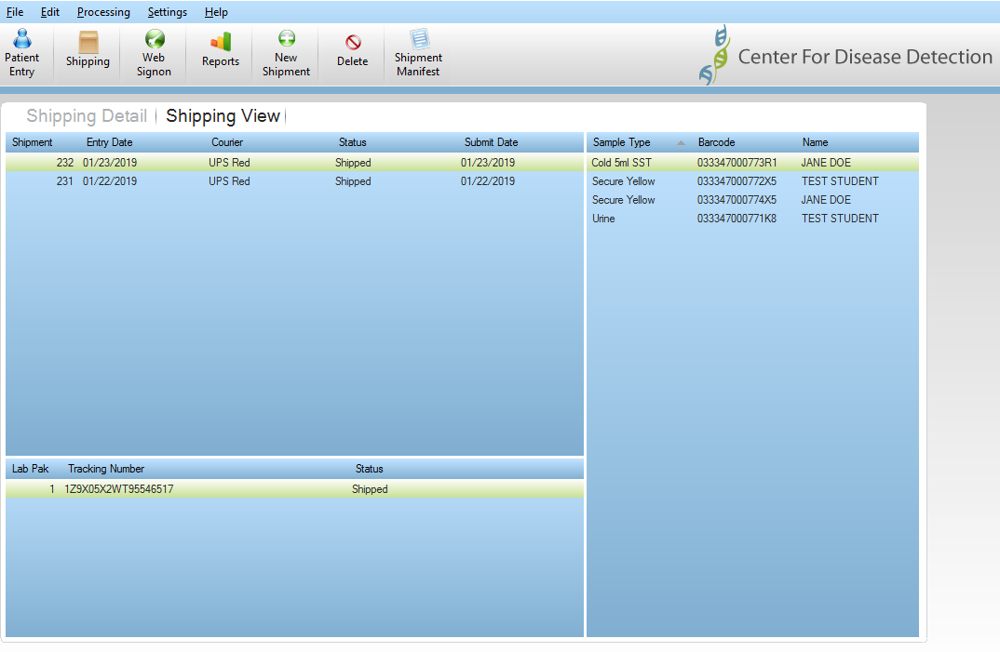 File Edit Processing Settings Help
Patient Entry
Shipping
Web Signon
Reports
New Shipment
Delete
Shipment Manifest
Center For Disease Detection
Shipping Detail | Shipping View |
Shipment Entry Date Courier Status Submit Date
232 01/23/2019 UPS Red Shipped 01/23/2019
231 01/22/2019 UPS Red Shipped 01/22/2019
Lab Pak Tracking Number Status
1 1Z9X05X2WT95546517 Shipped
Sample Type Barcode Name
Cold 5ml SST 033347000773R1 JANE DOE
Secure Yellow 033347000772X5 TEST STUDENT
Secure Yellow 033347000774X5 JANE DOE
Urine 033347000771K8 TEST STUDENT